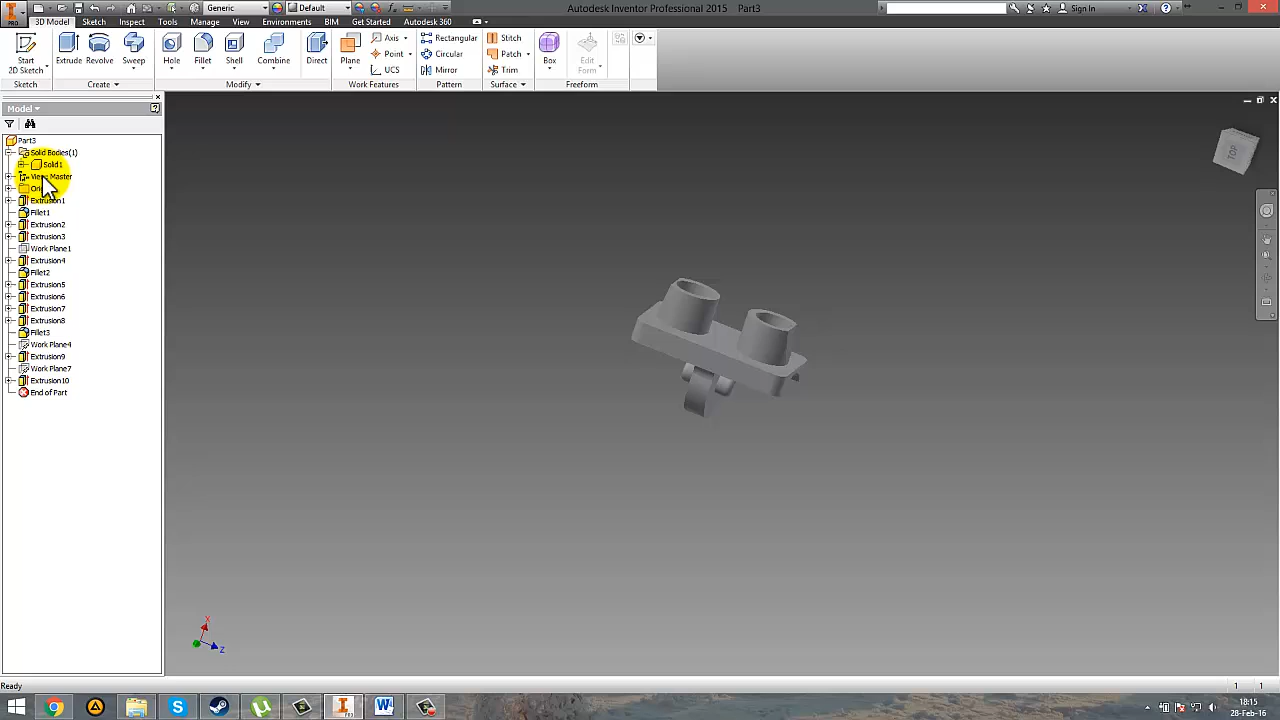 Autodesk Inventor Professional 2015 Part3
Generic
Default
Sign In
PRO
3D Model
Sketch
Inspect
Tools
Manage
View
Environments
BIM
Get Started
Autodesk 360
Start
2D Sketch
Extrude
Revolve
Sweep
Hole
Fillet
Shell
Combine
Direct
Plane
Axis
Point
UCS
Rectangular
Circular
Mirror
Stitch
Patch
Trim
Box
Edit
Form
Sketch
Create
Modify
Work Features
Pattern
Surface
Freeform
Model
Part3
Solid Bodies(1)
Solid1
View: Master
Extrusion1
Fillet1
Extrusion2
Extrusion3
Work Plane1
Extrusion4
Fillet2
Extrusion5
Extrusion6
Extrusion7
Extrusion8
Fillet3
Work Plane4
Extrusion9
Work Plane7
Extrusion10
End of Part
TOP
X
Z
Ready
1 1
18:15
28-Feb-16